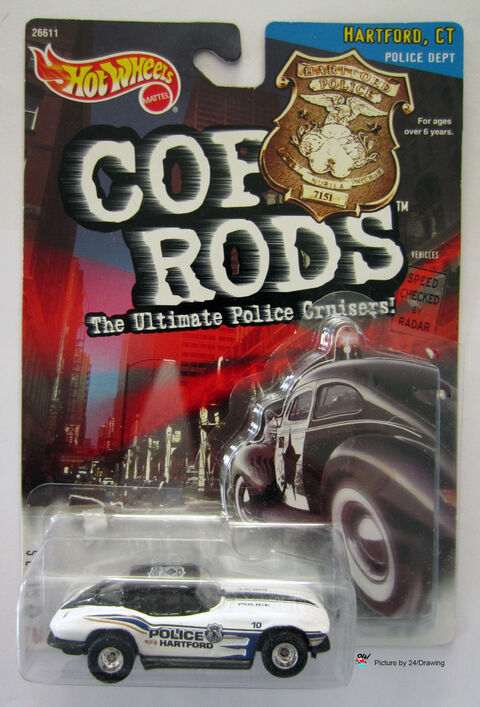 26611
HARTFORD, CT
POLICE DEPT
Hot Wheels
MATTEL
HARTFORD
POLICE
7151
For ages
over 6 years.
COP
RODS™
VEHICLES
The Ultimate Police Cruisers!
SPEED
CHECKED
BY
RADAR
POLICE
10
POLICE
HARTFORD
Picture by 24/Drawing